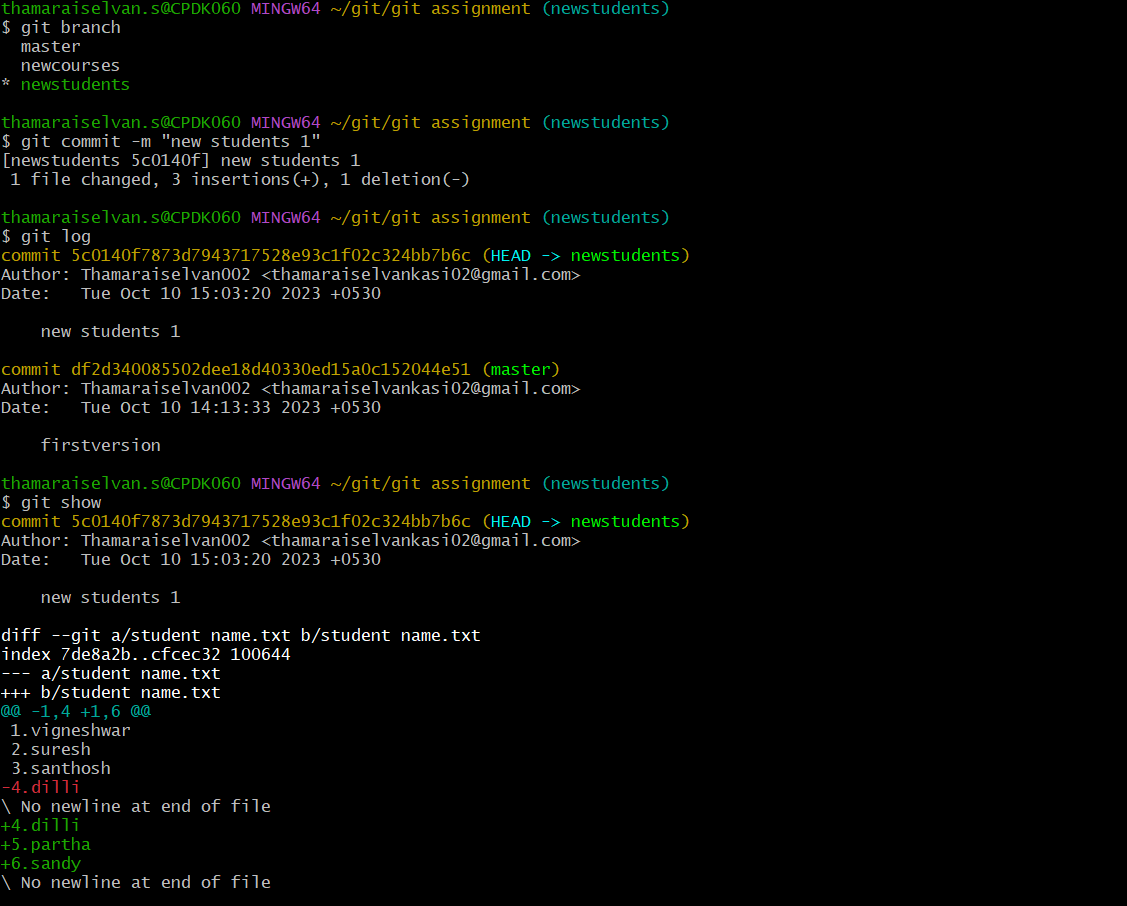 thamaraiselvan.s@CPDK060 MINGW64 ~/git/git assignment (newstudents)
$ git branch
  master
  newcourses
* newstudents

thamaraiselvan.s@CPDK060 MINGW64 ~/git/git assignment (newstudents)
$ git commit -m "new students 1"
[newstudents 5c0140f] new students 1
 1 file changed, 3 insertions(+), 1 deletion(-)

thamaraiselvan.s@CPDK060 MINGW64 ~/git/git assignment (newstudents)
$ git log
commit 5c0140f7873d7943717528e93c1f02c324bb7b6c (HEAD -> newstudents)
Author: Thamaraiselvan002 <thamaraiselvankasi02@gmail.com>
Date:   Tue Oct 10 15:03:20 2023 +0530

    new students 1

commit df2d340085502dee18d40330ed15a0c152044e51 (master)
Author: Thamaraiselvan002 <thamaraiselvankasi02@gmail.com>
Date:   Tue Oct 10 14:13:33 2023 +0530

    firstversion

thamaraiselvan.s@CPDK060 MINGW64 ~/git/git assignment (newstudents)
$ git show
commit 5c0140f7873d7943717528e93c1f02c324bb7b6c (HEAD -> newstudents)
Author: Thamaraiselvan002 <thamaraiselvankasi02@gmail.com>
Date:   Tue Oct 10 15:03:20 2023 +0530

    new students 1

diff --git a/student name.txt b/student name.txt
index 7de8a2b..cfcec32 100644
--- a/student name.txt
+++ b/student name.txt
@@ -1,4 +1,6 @@
 1.vigneshwar
 2.suresh
 3.santhosh
-4.dilli
\ No newline at end of file
+4.dilli
+5.partha
+6.sandy
\ No newline at end of file